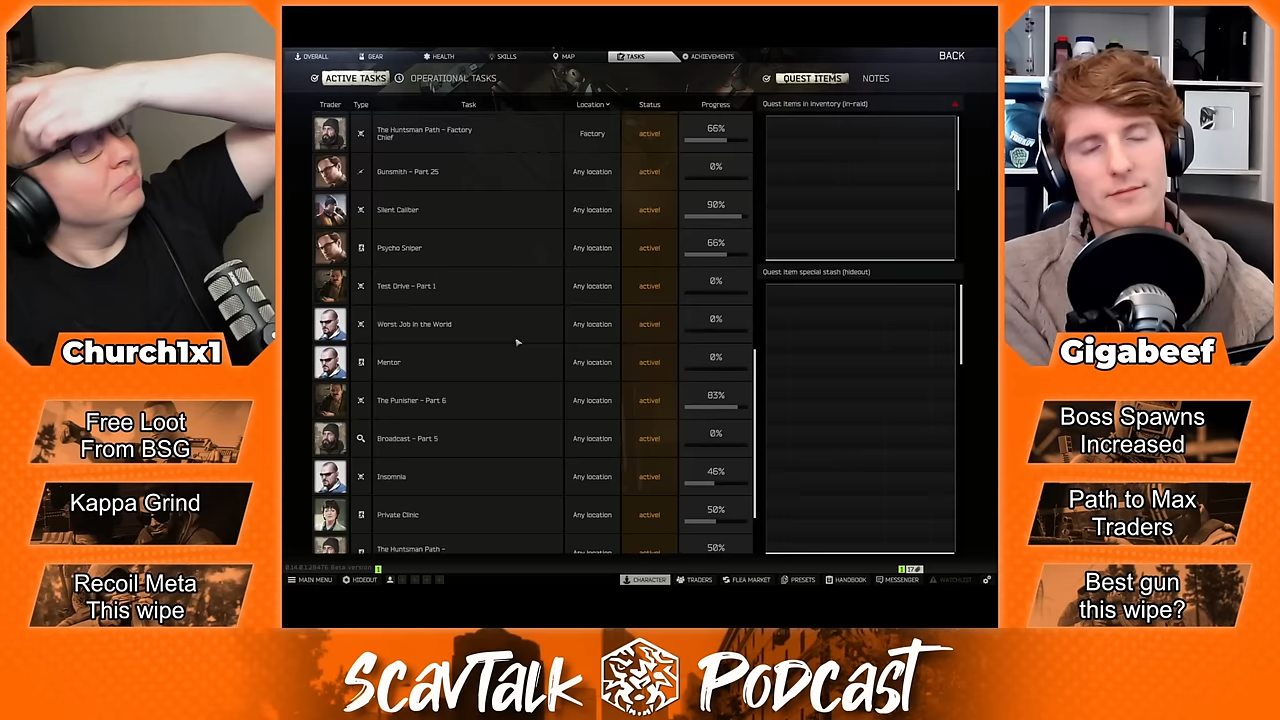 OVERALL
GEAR
HEALTH
SKILLS
MAP
TASKS
ACHIEVEMENTS
BACK
ACTIVE TASKS
OPERATIONAL TASKS
QUEST ITEMS
NOTES
Trader Type Task Location Status Progress
Quest items in inventory (in-raid)
The Huntsman Path – Factory
Chief
Factory active! 66%
Gunsmith – Part 25 Any location active! 0%
Silent Caliber Any location active! 90%
Psycho Sniper Any location active! 66%
Quest item special stash (hideout)
Test Drive – Part 1 Any location active! 0%
Worst Job in the World Any location active! 0%
Mentor Any location active! 0%
The Punisher – Part 6 Any location active! 83%
Broadcast – Part 5 Any location active! 0%
Insomnia Any location active! 46%
Private Clinic Any location active! 50%
The Huntsman Path –
Any location active! 50%
MAIN MENU
HIDEOUT
CHARACTER
TRADERS
FLEA MARKET
PRESETS
HANDBOOK
MESSENGER
WATCHLIST
Church1x1
Free Loot
From BSG
Kappa Grind
Recoil Meta
This wipe
Gigabeef
Boss Spawns
Increased
Path to Max
Traders
Best gun
this wipe?
ScavTalk Podcast